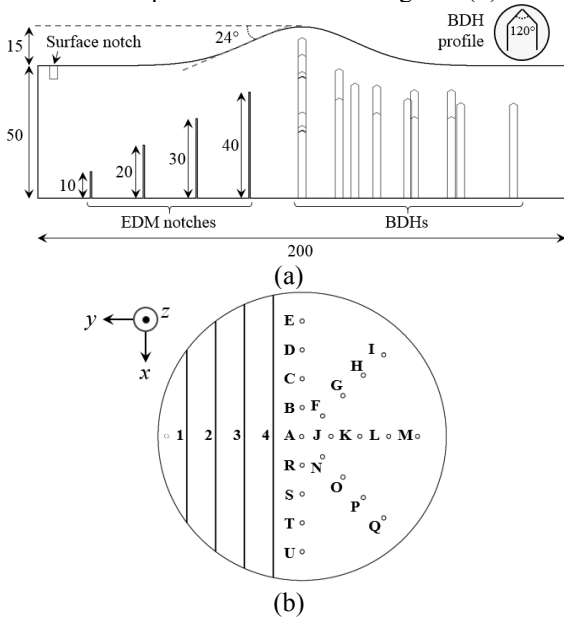 BDH
profile
120°
24°
15
Surface notch
50
10
20
30
40
EDM notches
BDHs
200
(a)
y
z
x
E
D
C
B
A
R
S
T
U
F
G
H
I
J
K
L
M
N
O
P
Q
1
2
3
4
(b)